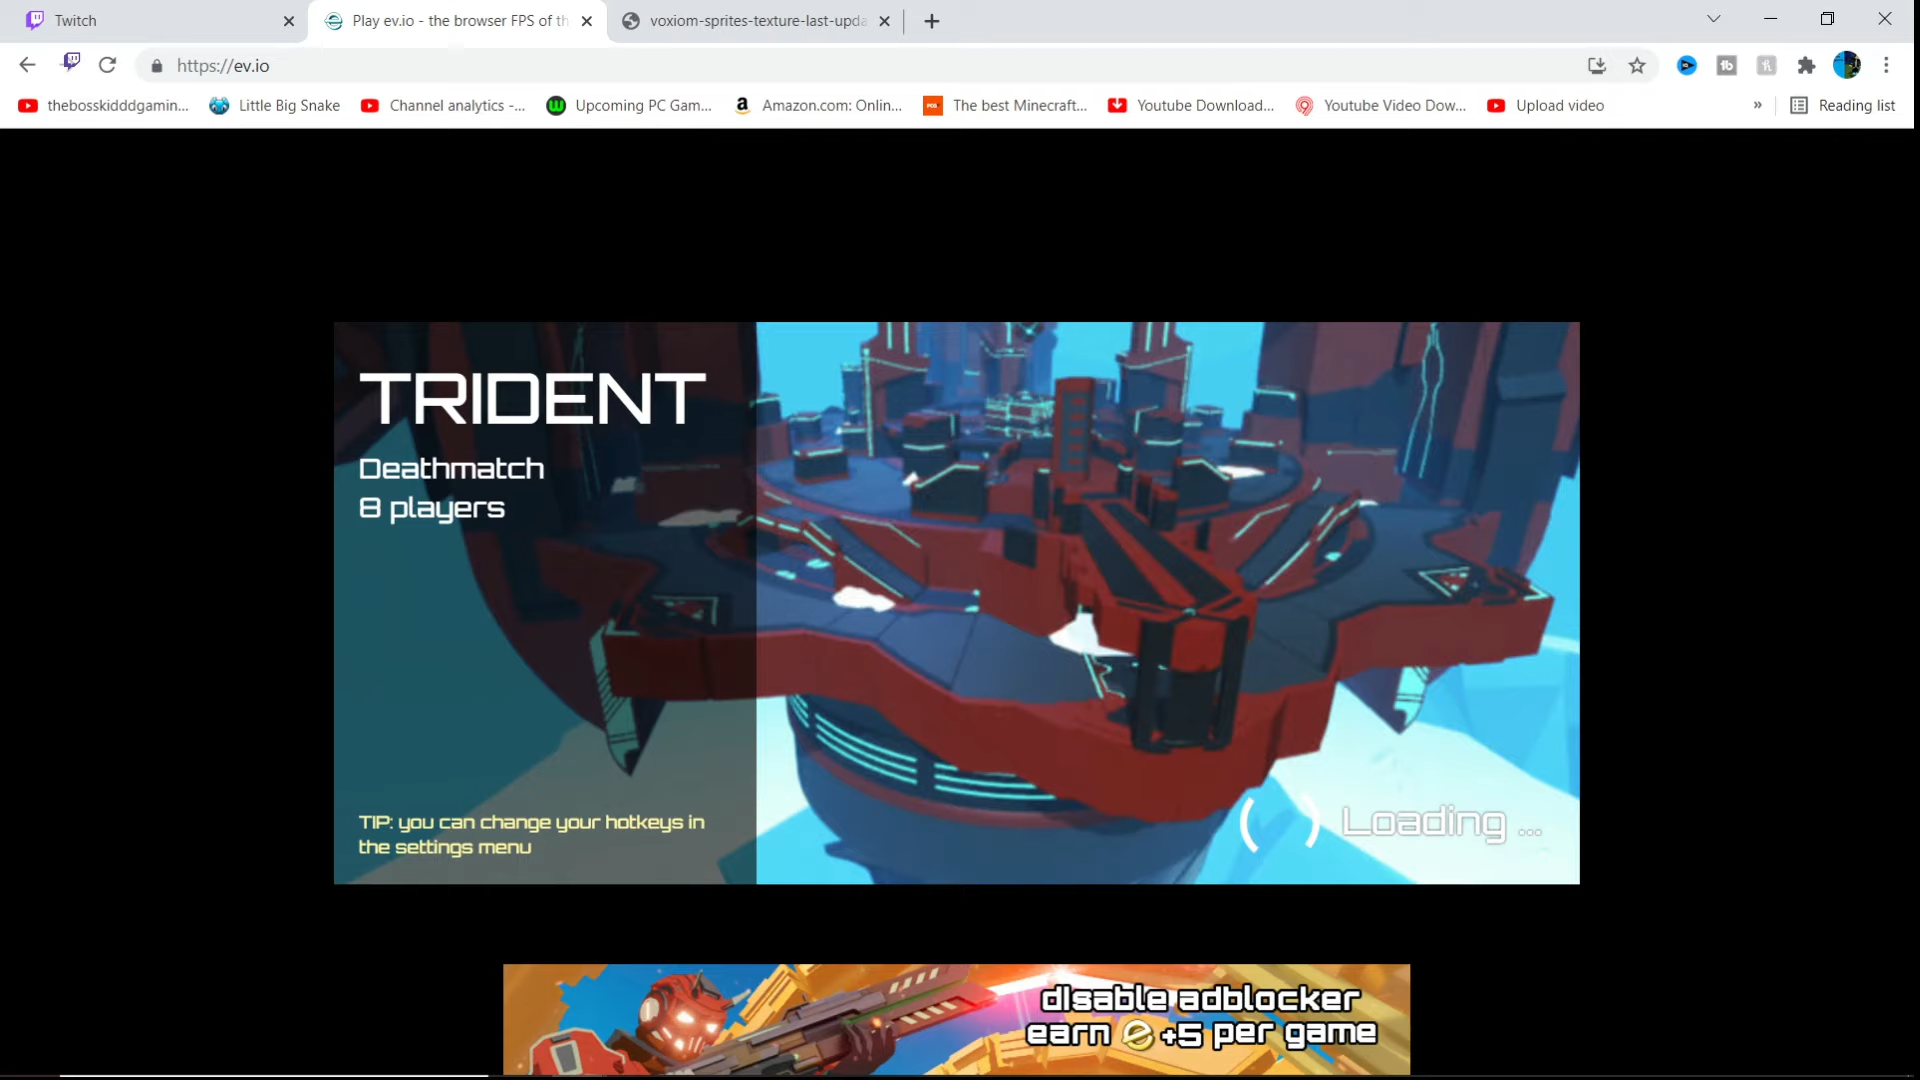 Twitch
Play ev.io - the browser FPS of th
voxiom-sprites-texture-last-upda
https://ev.io
thebosskidddgamin...
Little Big Snake
Channel analytics -...
Upcoming PC Gam...
Amazon.com: Onlin...
The best Minecraft...
Youtube Download...
Youtube Video Dow...
Upload video
»
Reading list
TRIDENT
Deathmatch
8 players
TIP: you can change your hotkeys in
the settings menu
Loading ...
disable adblocker
earn e +5 per game